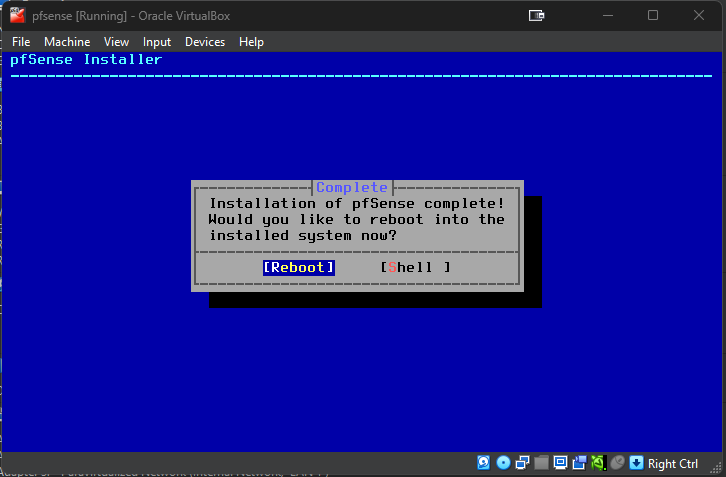 pfsense [Running] - Oracle VirtualBox
File Machine View Input Devices Help
pfSense Installer
Complete
Installation of pfSense complete!
Would you like to reboot into the
installed system now?
[Reboot] [Shell ]
Right Ctrl